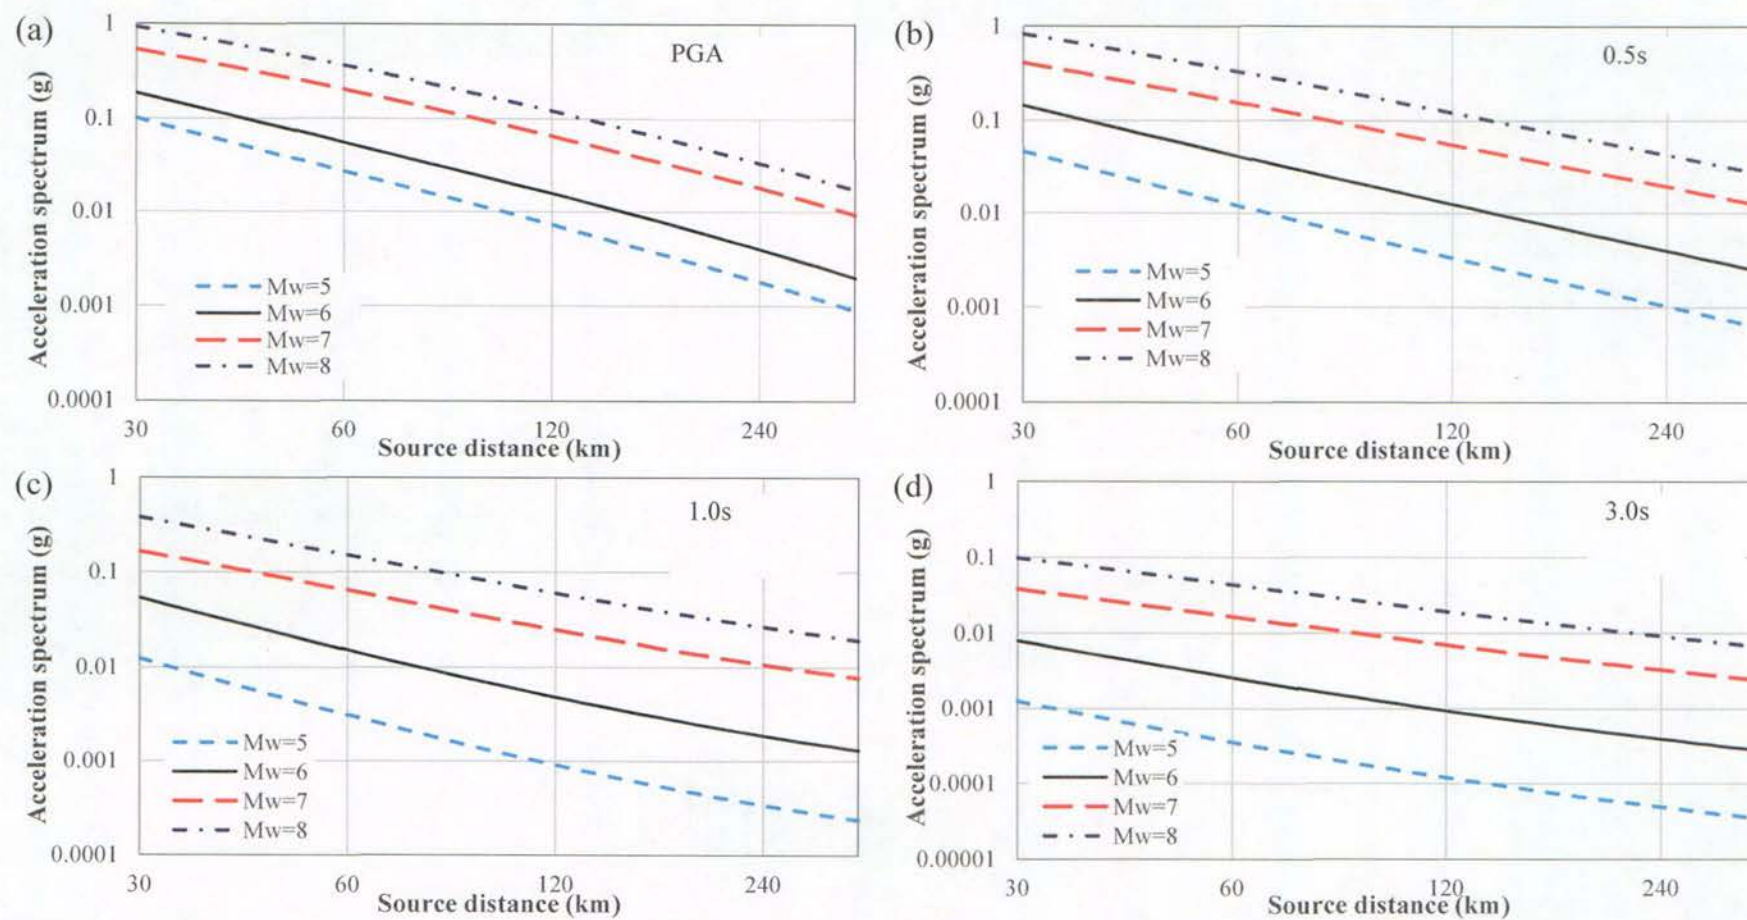 (a)
PGA
Acceleration spectrum (g)
1
0.1
0.01
0.001
0.0001
Mw=5
Mw=6
Mw=7
Mw=8
30 60 120 240
Source distance (km)
(b)
0.5s
Acceleration spectrum (g)
1
0.1
0.01
0.001
0.0001
Mw=5
Mw=6
Mw=7
Mw=8
30 60 120 240
Source distance (km)
(c)
1.0s
Acceleration spectrum (g)
1
0.1
0.01
0.001
0.0001
Mw=5
Mw=6
Mw=7
Mw=8
30 60 120 240
Source distance (km)
(d)
3.0s
Acceleration spectrum (g)
1
0.1
0.01
0.001
0.0001
0.00001
Mw=5
Mw=6
Mw=7
Mw=8
30 60 120 240
Source distance (km)